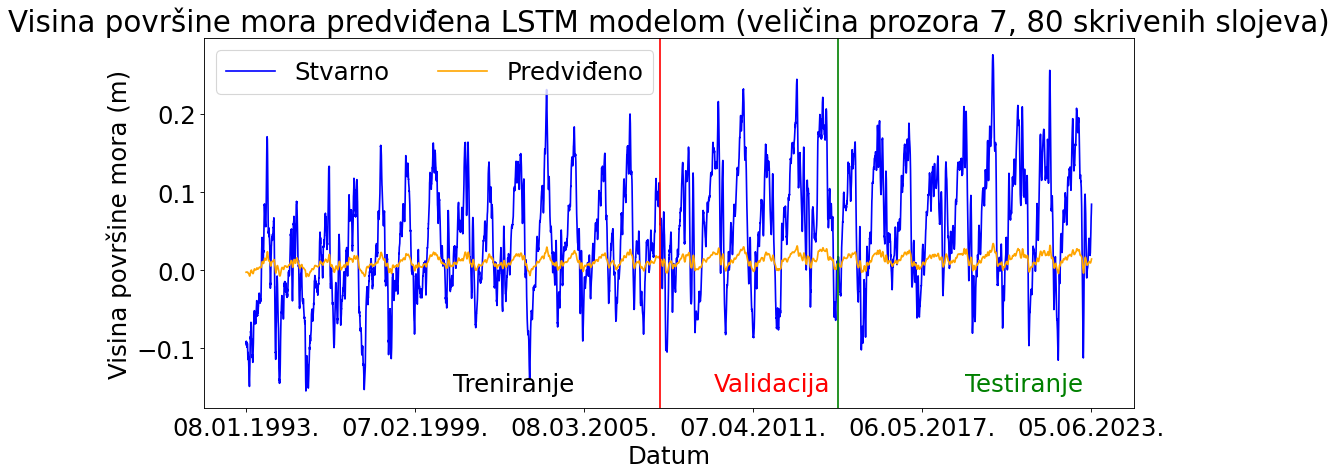 Visina površine mora predviđena LSTM modelom (veličina prozora 7, 80 skrivenih slojeva)
Stvarno Predviđeno
Visina površine mora (m)
0.2
0.1
0.0
−0.1
Treniranje Validacija Testiranje
08.01.1993. 07.02.1999. 08.03.2005. 07.04.2011. 06.05.2017. 05.06.2023.
Datum